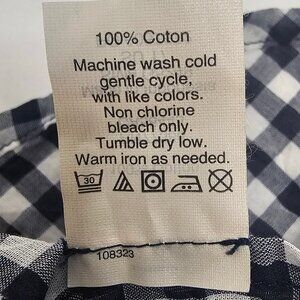 100% Coton
Machine wash cold
gentle cycle,
with like colors.
Non chlorine
bleach only.
Tumble dry low.
Warm iron as needed.
30
108323